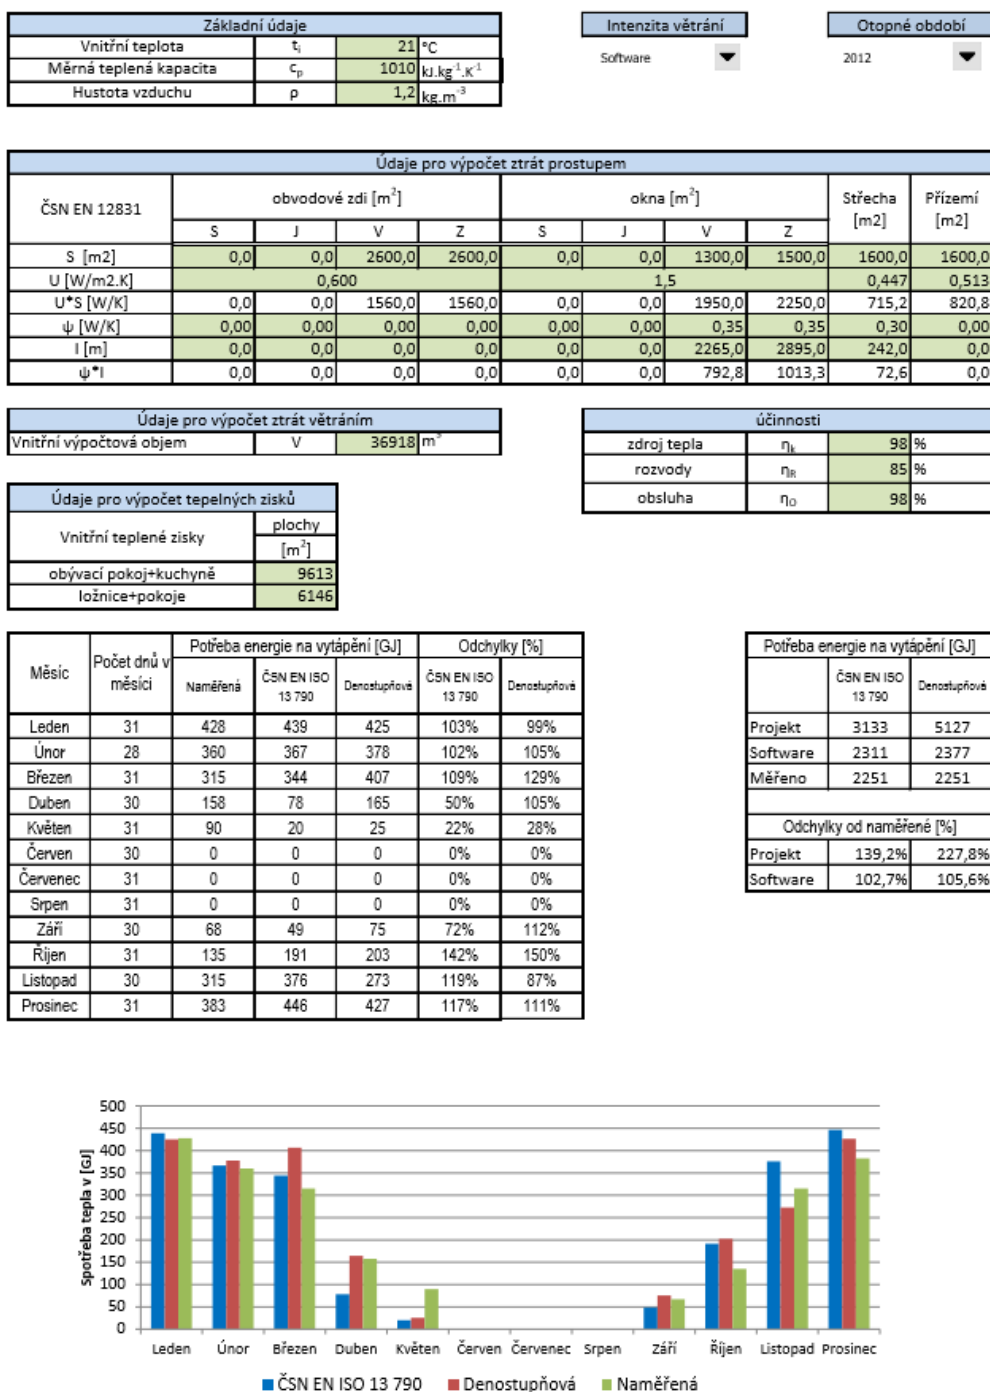 Základní údaje
Vnitřní teplota tᵢ 21 °C
Měrná teplená kapacita cₚ 1010 kJ.kg⁻¹.K⁻¹
Hustota vzduchu ρ 1,2 kg.m⁻³
Intenzita větrání
Software
Otopné období
2012
Údaje pro výpočet ztrát prostupem
ČSN EN 12831 obvodové zdi [m²] okna [m²] Střecha [m2] Přízemí [m2]
S J V Z S J V Z
S [m2] 0,0 0,0 2600,0 2600,0 0,0 0,0 1300,0 1500,0 1600,0 1600,0
U [W/m2.K] 0,600 1,5 0,447 0,513
U*S [W/K] 0,0 0,0 1560,0 1560,0 0,0 0,0 1950,0 2250,0 715,2 820,8
ψ [W/K] 0,00 0,00 0,00 0,00 0,00 0,00 0,35 0,35 0,30 0,00
l [m] 0,0 0,0 0,0 0,0 0,0 0,0 2265,0 2895,0 242,0 0,0
ψ*l 0,0 0,0 0,0 0,0 0,0 0,0 792,8 1013,3 72,6 0,0
Údaje pro výpočet ztrát větráním
Vnitřní výpočtová objem V 36918 m³
účinnosti
zdroj tepla ηₖ 98 %
rozvody η_R 85 %
obsluha η_O 98 %
Údaje pro výpočet tepelných zisků
Vnitřní teplené zisky plochy
[m²]
obývací pokoj+kuchyně 9613
ložnice+pokoje 6146
Měsíc Počet dnů v měsíci Potřeba energie na vytápění [GJ] Odchylky [%]
Naměřená ČSN EN ISO 13 790 Denostupňová ČSN EN ISO 13 790 Denostupňová
Leden 31 428 439 425 103% 99%
Únor 28 360 367 378 102% 105%
Březen 31 315 344 407 109% 129%
Duben 30 158 78 165 50% 105%
Květen 31 90 20 25 22% 28%
Červen 30 0 0 0 0% 0%
Červenec 31 0 0 0 0% 0%
Srpen 31 0 0 0 0% 0%
Září 30 68 49 75 72% 112%
Říjen 31 135 191 203 142% 150%
Listopad 30 315 376 273 119% 87%
Prosinec 31 383 446 427 117% 111%
Potřeba energie na vytápění [GJ]
ČSN EN ISO 13 790 Denostupňová
Projekt 3133 5127
Software 2311 2377
Měřeno 2251 2251
Odchylky od naměřené [%]
Projekt 139,2% 227,8%
Software 102,7% 105,6%
Spotřeba tepla v [GJ]
500
450
400
350
300
250
200
150
100
50
0
Leden Únor Březen Duben Květen Červen Červenec Srpen Září Říjen Listopad Prosinec
ČSN EN ISO 13 790 Denostupňová Naměřená